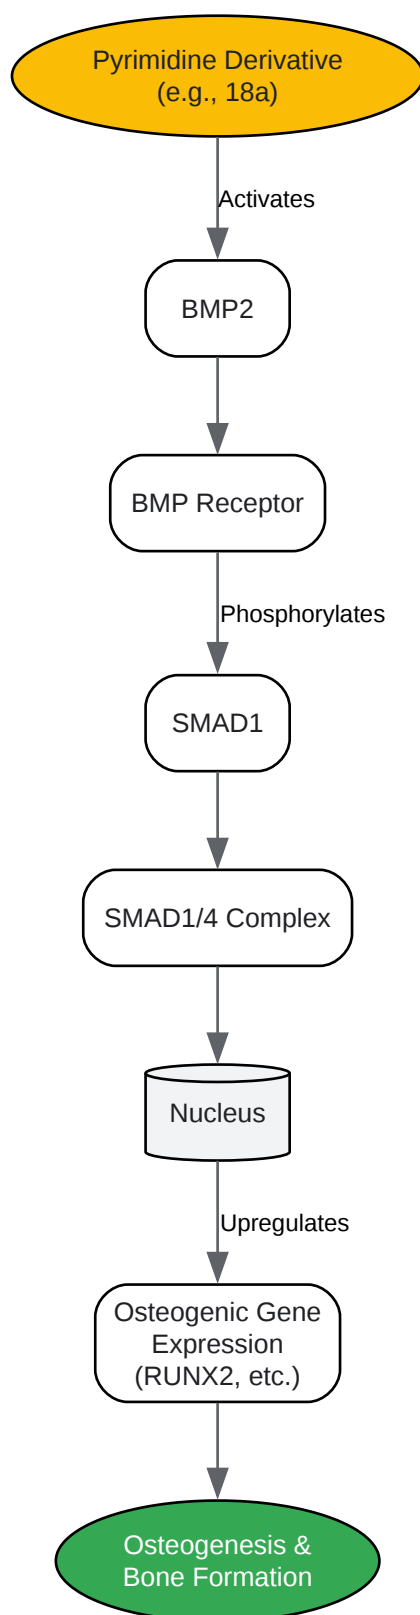 Pyrimidine Derivative
(e.g., 18a)
Activates
BMP2
BMP Receptor
Phosphorylates
SMAD1
SMAD1/4 Complex
Nucleus
Upregulates
Osteogenic Gene
Expression
(RUNX2, etc.)
Osteogenesis &
Bone Formation